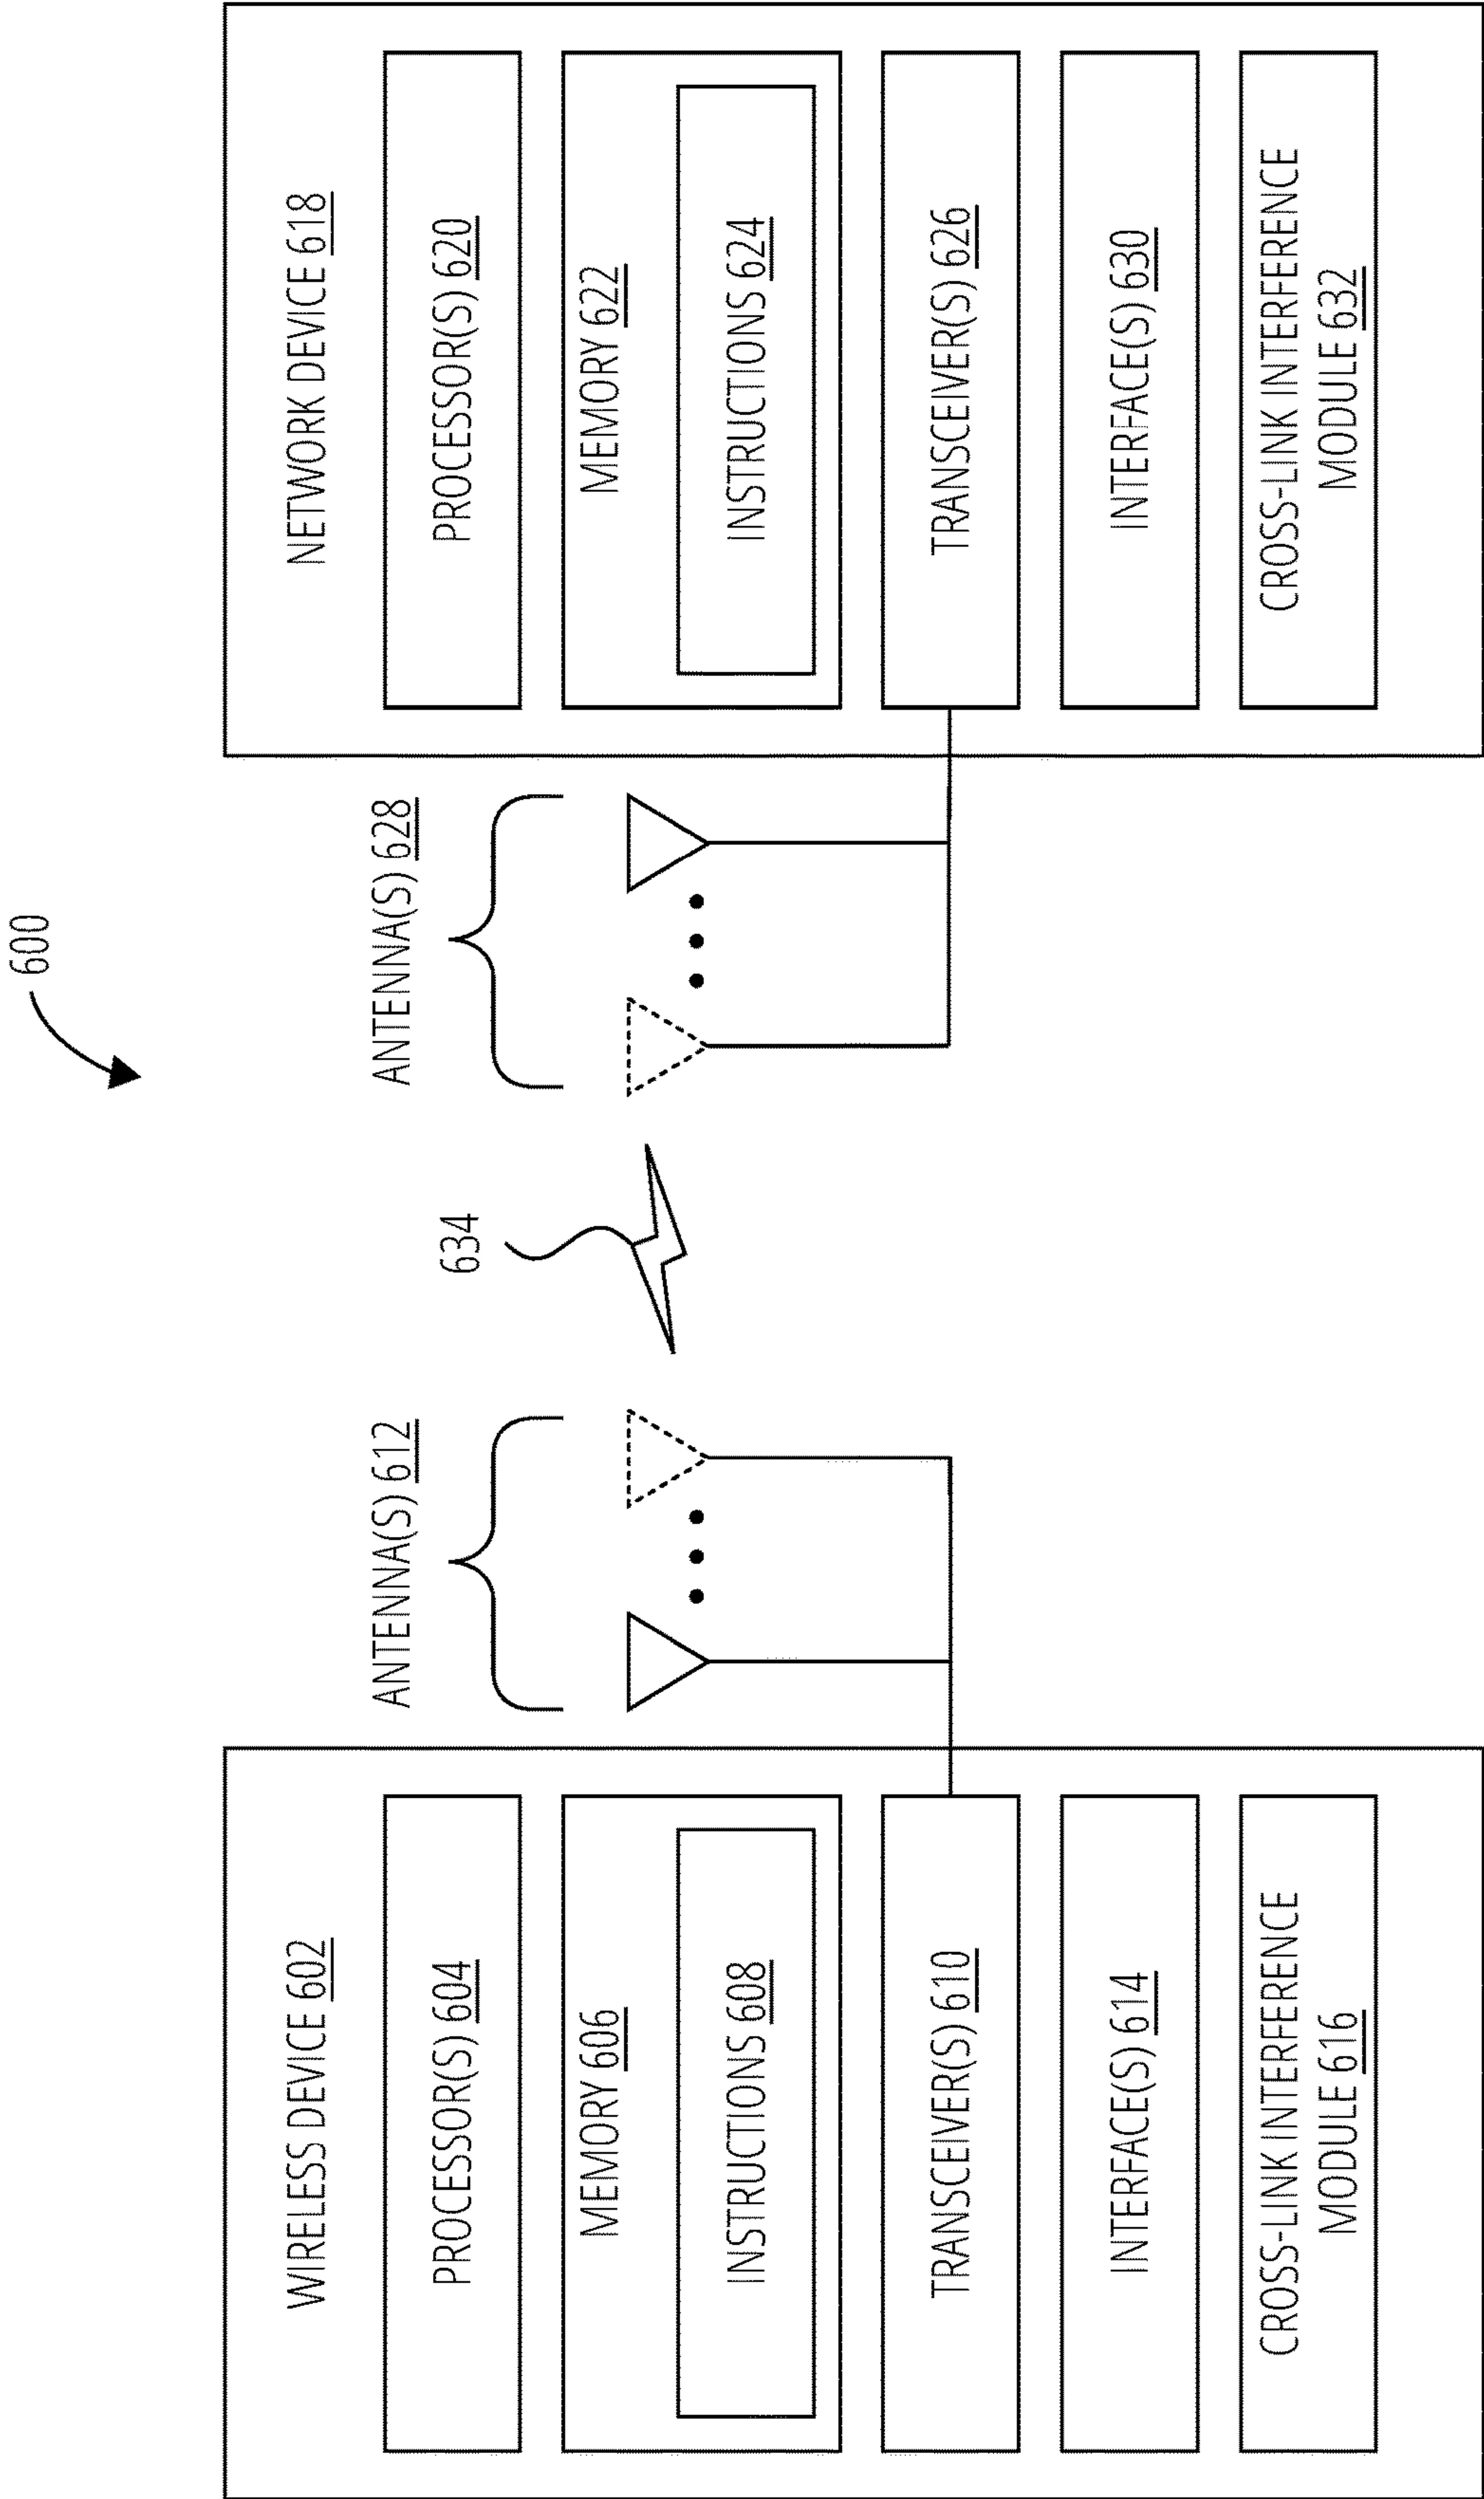 600
WIRELESS DEVICE 602
PROCESSOR(S) 604
MEMORY 606
INSTRUCTIONS 608
TRANSCEIVER(S) 610
INTERFACE(S) 614
CROSS-LINK INTERFERENCE
MODULE 616
ANTENNA(S) 612
634
ANTENNA(S) 628
NETWORK DEVICE 618
PROCESSOR(S) 620
MEMORY 622
INSTRUCTIONS 624
TRANSCEIVER(S) 626
INTERFACE(S) 630
CROSS-LINK INTERFERENCE
MODULE 632